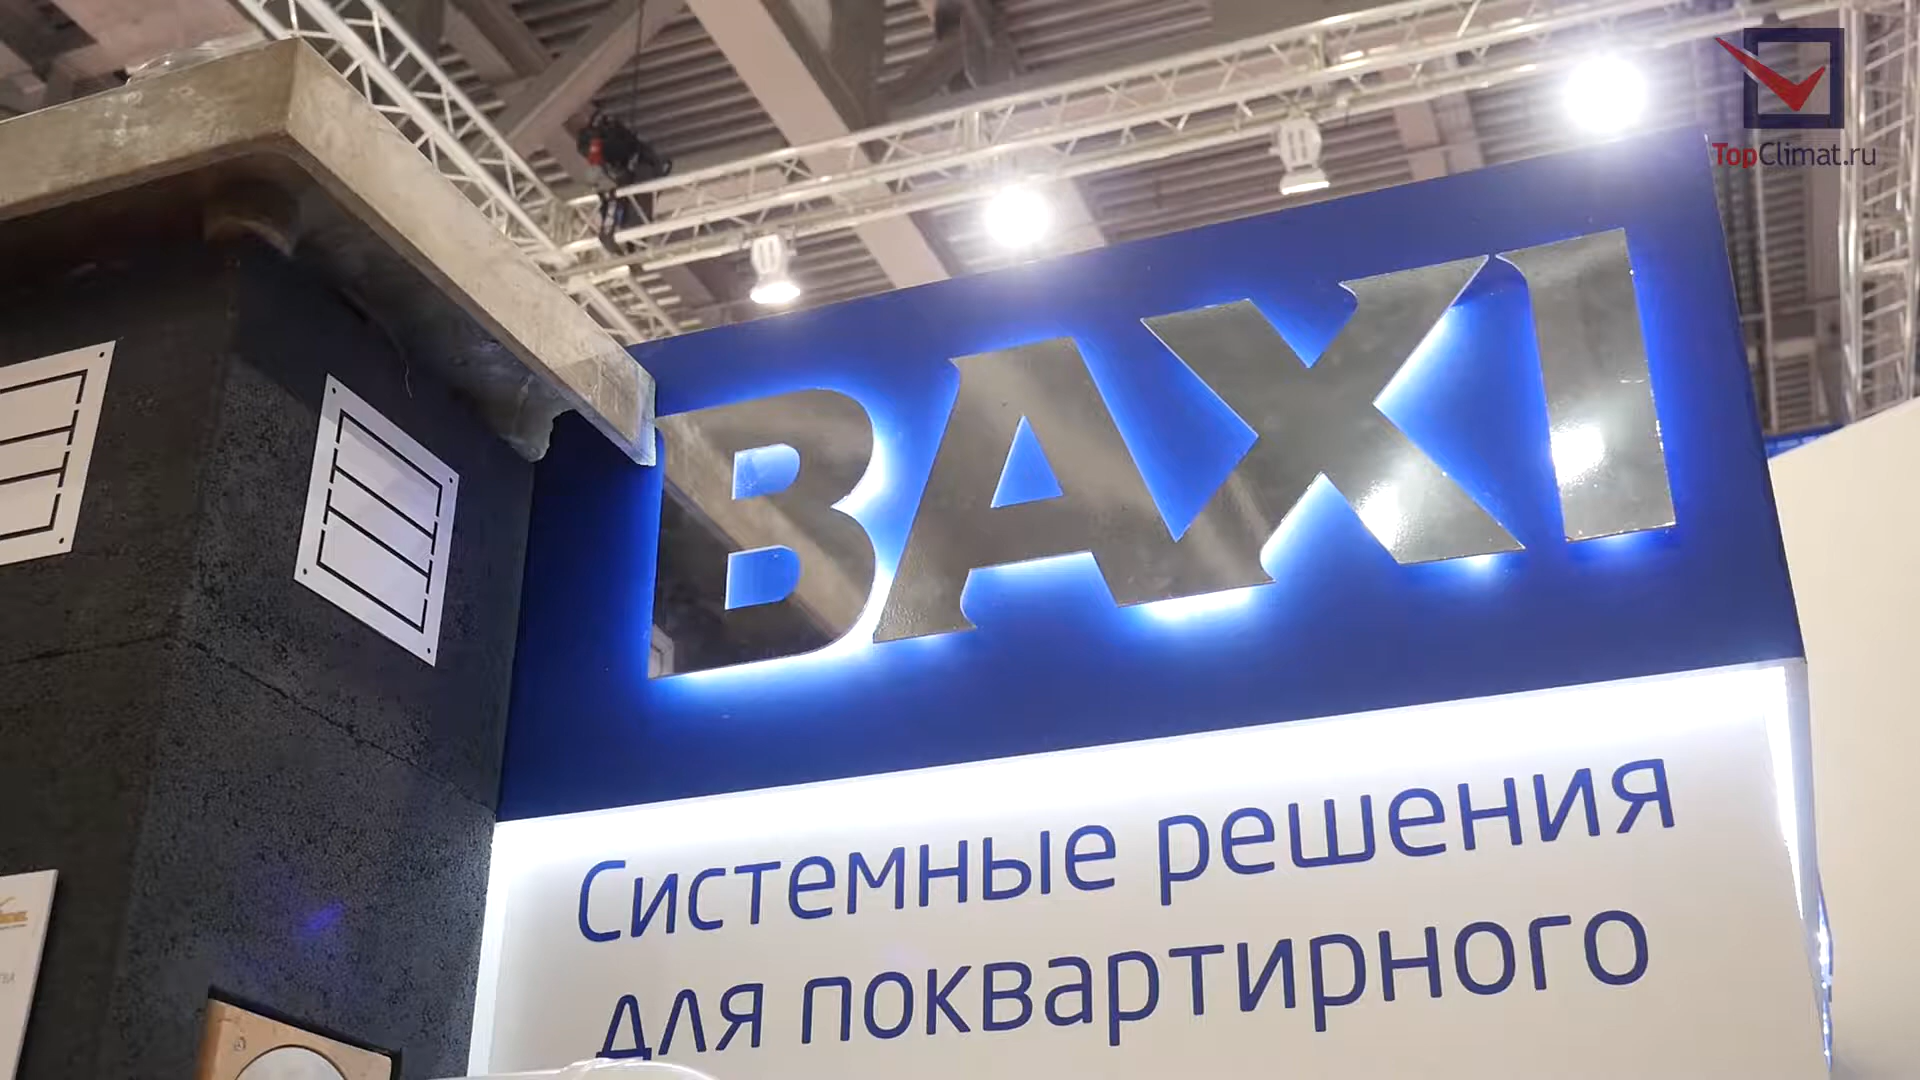 TopClimat.ru
BAXI
Системные решения
для поквартирного